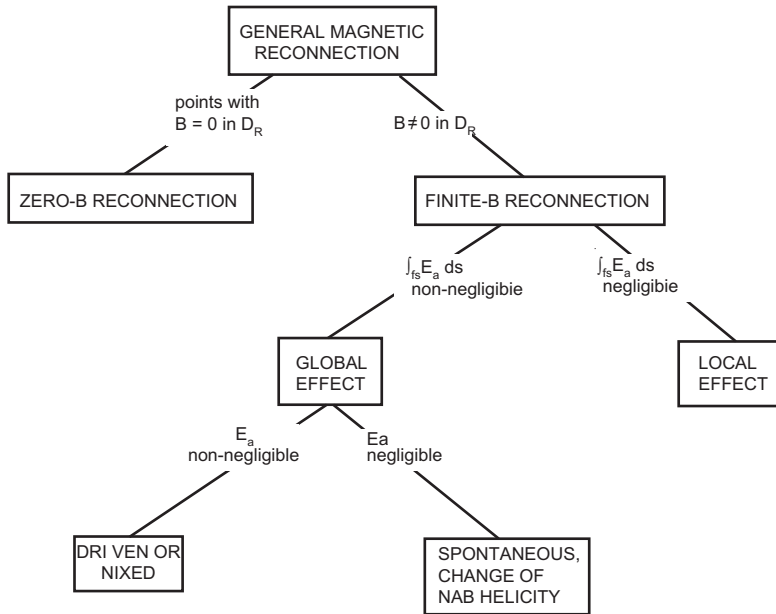 GENERAL MAGNETIC
RECONNECTION
points with
B = 0 in D_R
B ≠ 0 in D_R
ZERO-B RECONNECTION
FINITE-B RECONNECTION
∫_fs E_a ds
non-negligibie
∫_fs E_a ds
negligibie
GLOBAL
EFFECT
LOCAL
EFFECT
E_a
non-negligible
Ea
negligible
DRI VEN OR
NIXED
SPONTANEOUS,
CHANGE OF
NAB HELICITY